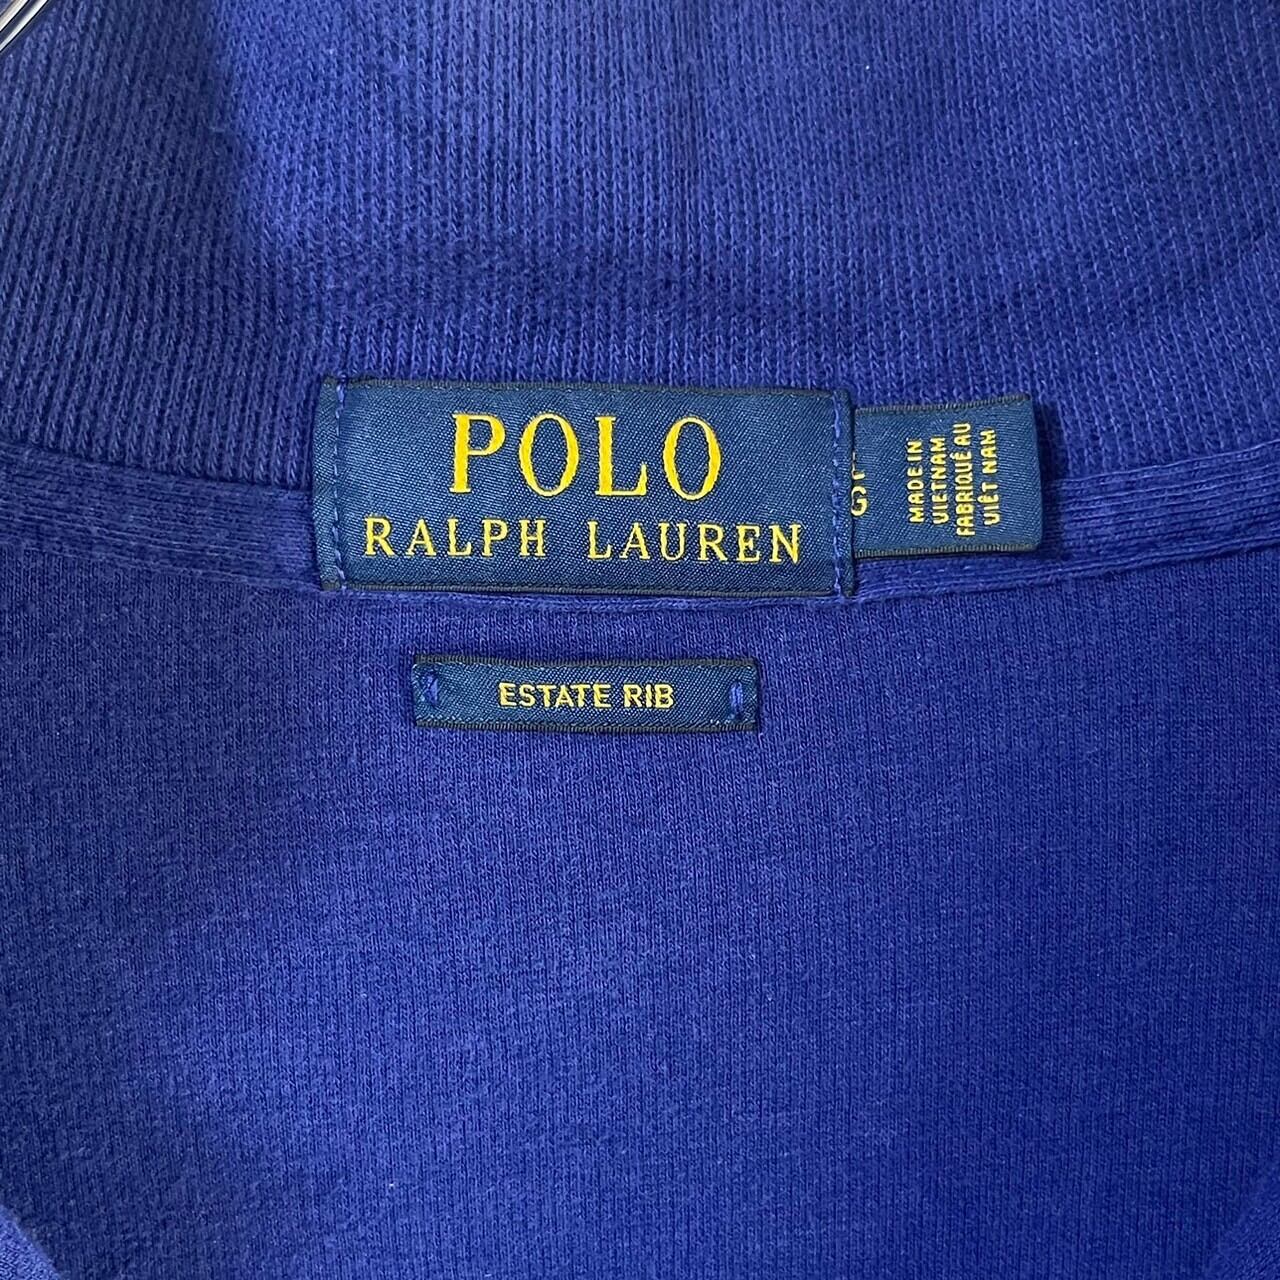 POLO
RALPH LAUREN
G
MADE IN
VIETNAM
FABRIQUÉ AU
VIÊT NAM
ESTATE RIB